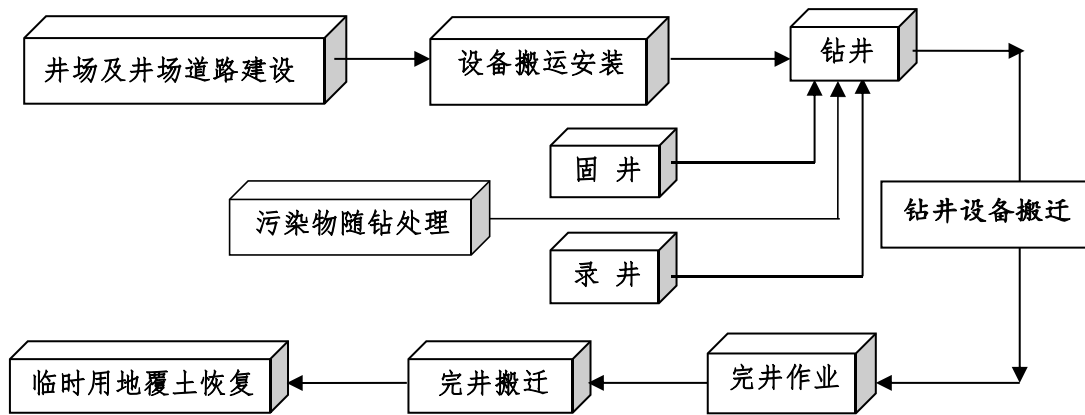 井场及井场道路建设
设备搬运安装
钻井
固 井
污染物随钻处理
钻井设备搬迁
录 井
临时用地覆土恢复
完井搬迁
完井作业